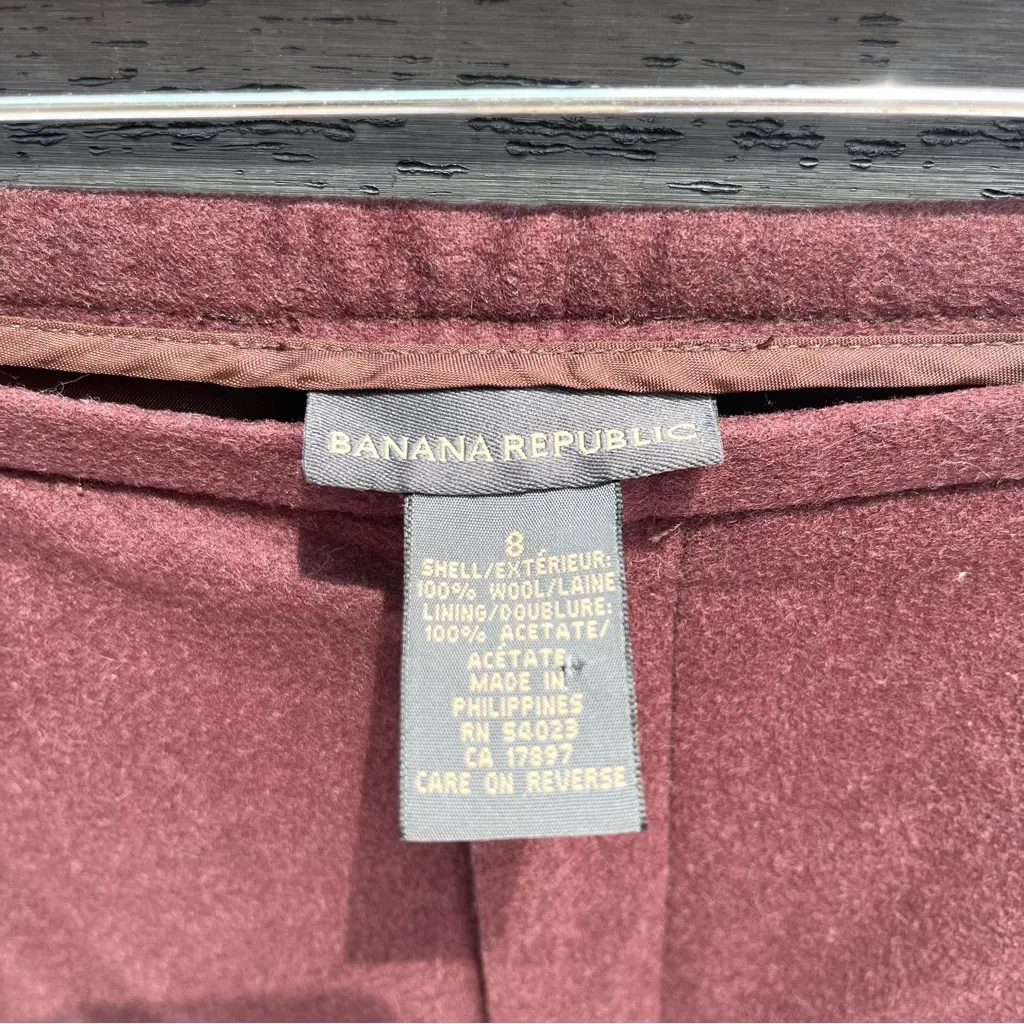 BANANA REPUBLIC
8
SHELL/EXTÉRIEUR:
100% WOOL/LAINE
LINING/DOUBLURE:
100% ACETATE/
ACÉTATE
MADE IN
PHILIPPINES
RN 54023
CA 17897
CARE ON REVERSE